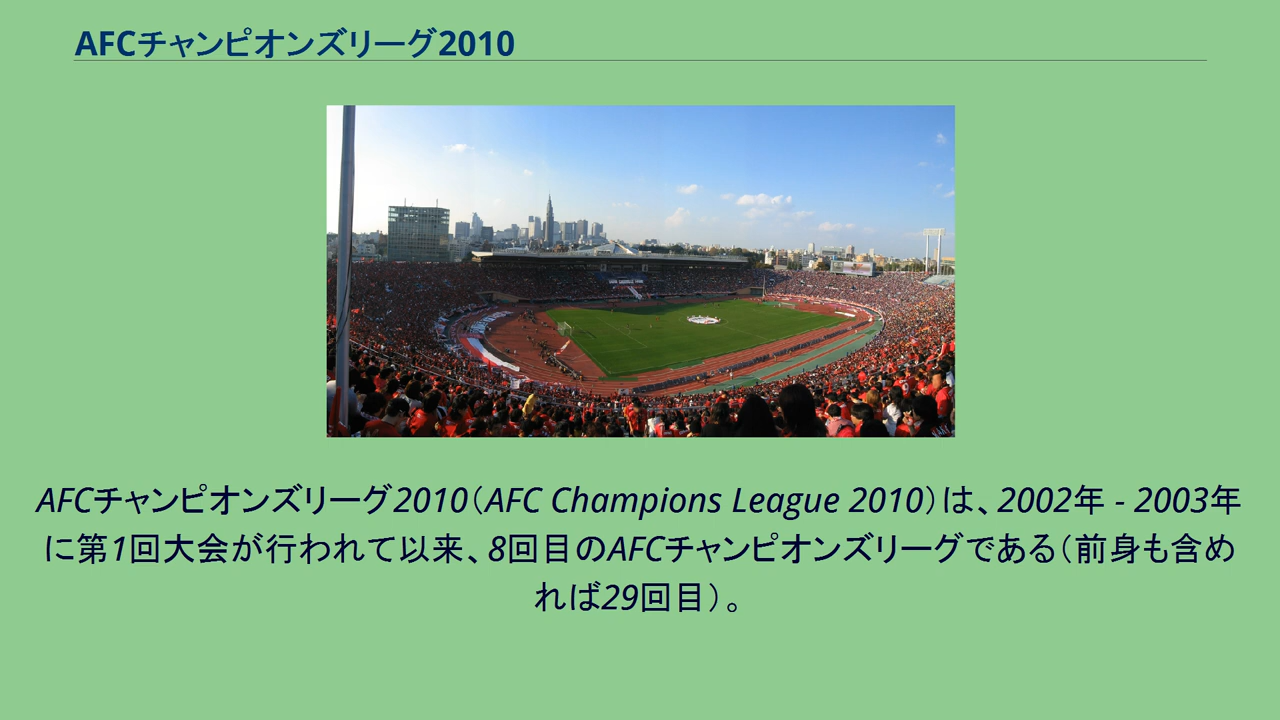 AFCチャンピオンズリーグ2010
AFCチャンピオンズリーグ2010（AFC Champions League 2010）は、2002年 - 2003年
に第1回大会が行われて以来、8回目のAFCチャンピオンズリーグである（前身も含め
れば29回目）。